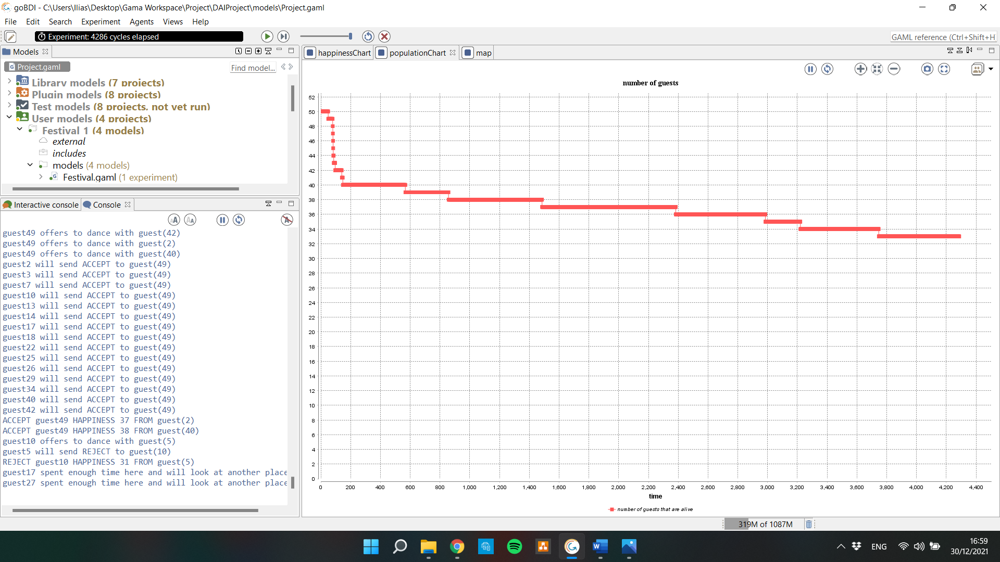 goBDI - C:\Users\Ilias\Desktop\Gama Workspace\Project\DAIProject\models\Project.gaml
File Edit Search Experiment Agents Views Help
Experiment: 4286 cycles elapsed
GAML reference (Ctrl+Shift+H
Models
Project.gaml
Find model...
Library models (7 projects)
Plugin models (8 projects)
Test models (8 projects, not yet run)
User models (4 projects)
Festival 1 (4 models)
external
includes
models (4 models)
Festival.gaml (1 experiment)
Interactive console Console
guest49 offers to dance with guest(42)
guest49 offers to dance with guest(2)
guest49 offers to dance with guest(40)
guest2 will send ACCEPT to guest(49)
guest3 will send ACCEPT to guest(49)
guest7 will send ACCEPT to guest(49)
guest10 will send ACCEPT to guest(49)
guest13 will send ACCEPT to guest(49)
guest14 will send ACCEPT to guest(49)
guest17 will send ACCEPT to guest(49)
guest18 will send ACCEPT to guest(49)
guest22 will send ACCEPT to guest(49)
guest25 will send ACCEPT to guest(49)
guest26 will send ACCEPT to guest(49)
guest29 will send ACCEPT to guest(49)
guest34 will send ACCEPT to guest(49)
guest40 will send ACCEPT to guest(49)
guest42 will send ACCEPT to guest(49)
ACCEPT guest49 HAPPINESS 37 FROM guest(2)
ACCEPT guest49 HAPPINESS 38 FROM guest(40)
guest10 offers to dance with guest(5)
guest5 will send REJECT to guest(10)
REJECT guest10 HAPPINESS 31 FROM guest(5)
guest17 spent enough time here and will look at another place
guest27 spent enough time here and will look at another place
happinessChart populationChart map
number of guests
52
50
48
46
44
42
40
38
36
34
32
30
28
26
24
22
20
18
16
14
12
10
8
6
4
2
0
0 200 400 600 800 1,000 1,200 1,400 1,600 1,800 2,000 2,200 2,400 2,600 2,800 3,000 3,200 3,400 3,600 3,800 4,000 4,200 4,400
time
number of guests that are alive
319M of 1087M
ENG
16:59
30/12/2021